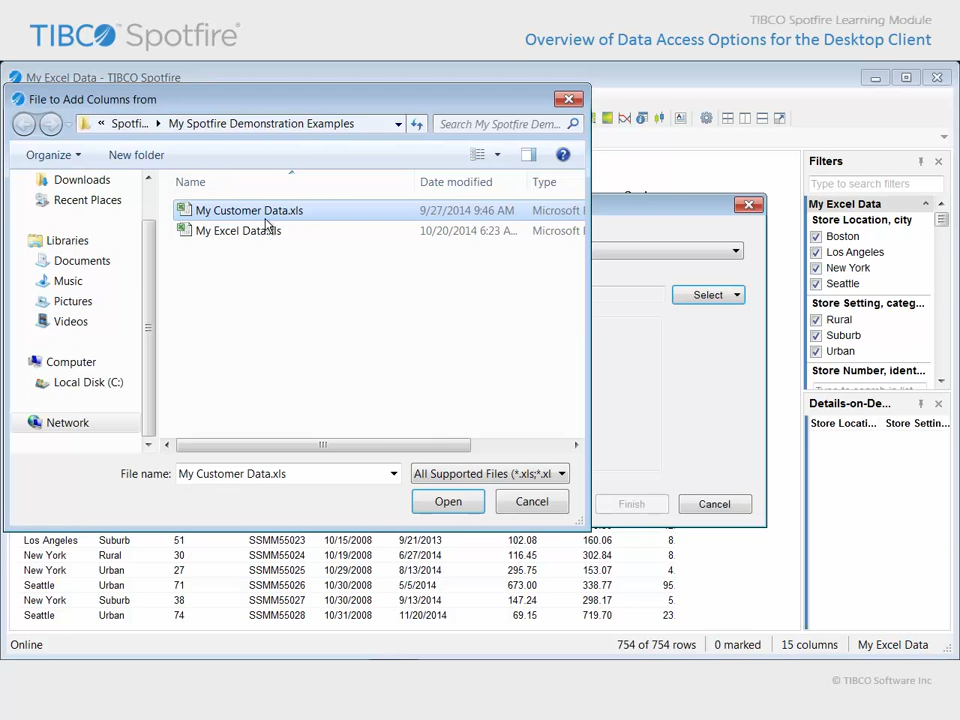 TIBCO Spotfire Learning Module
TIBCO™ Spotfire®
Overview of Data Access Options for the Desktop Client
My Excel Data - TIBCO Spotfire
File to Add Columns from
« Spotfi... My Spotfire Demonstration Examples
Search My Spotfire Dem...
Organize New folder
Filters
Type to search filters
Downloads
Name Date modified Type
Recent Places
My Excel Data
My Customer Data.xls 9/27/2014 9:46 AM Microsoft
Store Location, city
My Excel Data.xls 10/20/2014 6:23 A... Microsoft
Boston
Libraries
Los Angeles
Documents
New York
Music
Seattle
Pictures
Select
Store Setting, categ...
Videos
Rural
Suburb
Computer
Urban
Local Disk (C:)
Store Number, ident...
Details-on-De...
Network
Store Locati... Store Settin...
File name: My Customer Data.xls All Supported Files (*.xls;*.xl
Open Cancel
Finish Cancel
Los Angeles Suburb 51 SSMM55023 10/15/2008 9/21/2013 102.08 160.06 8.
New York Rural 30 SSMM55024 10/19/2008 6/27/2014 116.45 302.84 8.
New York Urban 27 SSMM55025 10/29/2008 8/13/2014 295.75 153.07 4.
Seattle Urban 71 SSMM55026 10/30/2008 5/5/2014 673.00 338.77 95.
New York Suburb 38 SSMM55027 10/30/2008 9/13/2014 147.24 298.17 5.
Seattle Urban 74 SSMM55028 10/31/2008 11/20/2014 69.15 719.70 23.
Online 754 of 754 rows 0 marked 15 columns My Excel Data
© TIBCO Software Inc